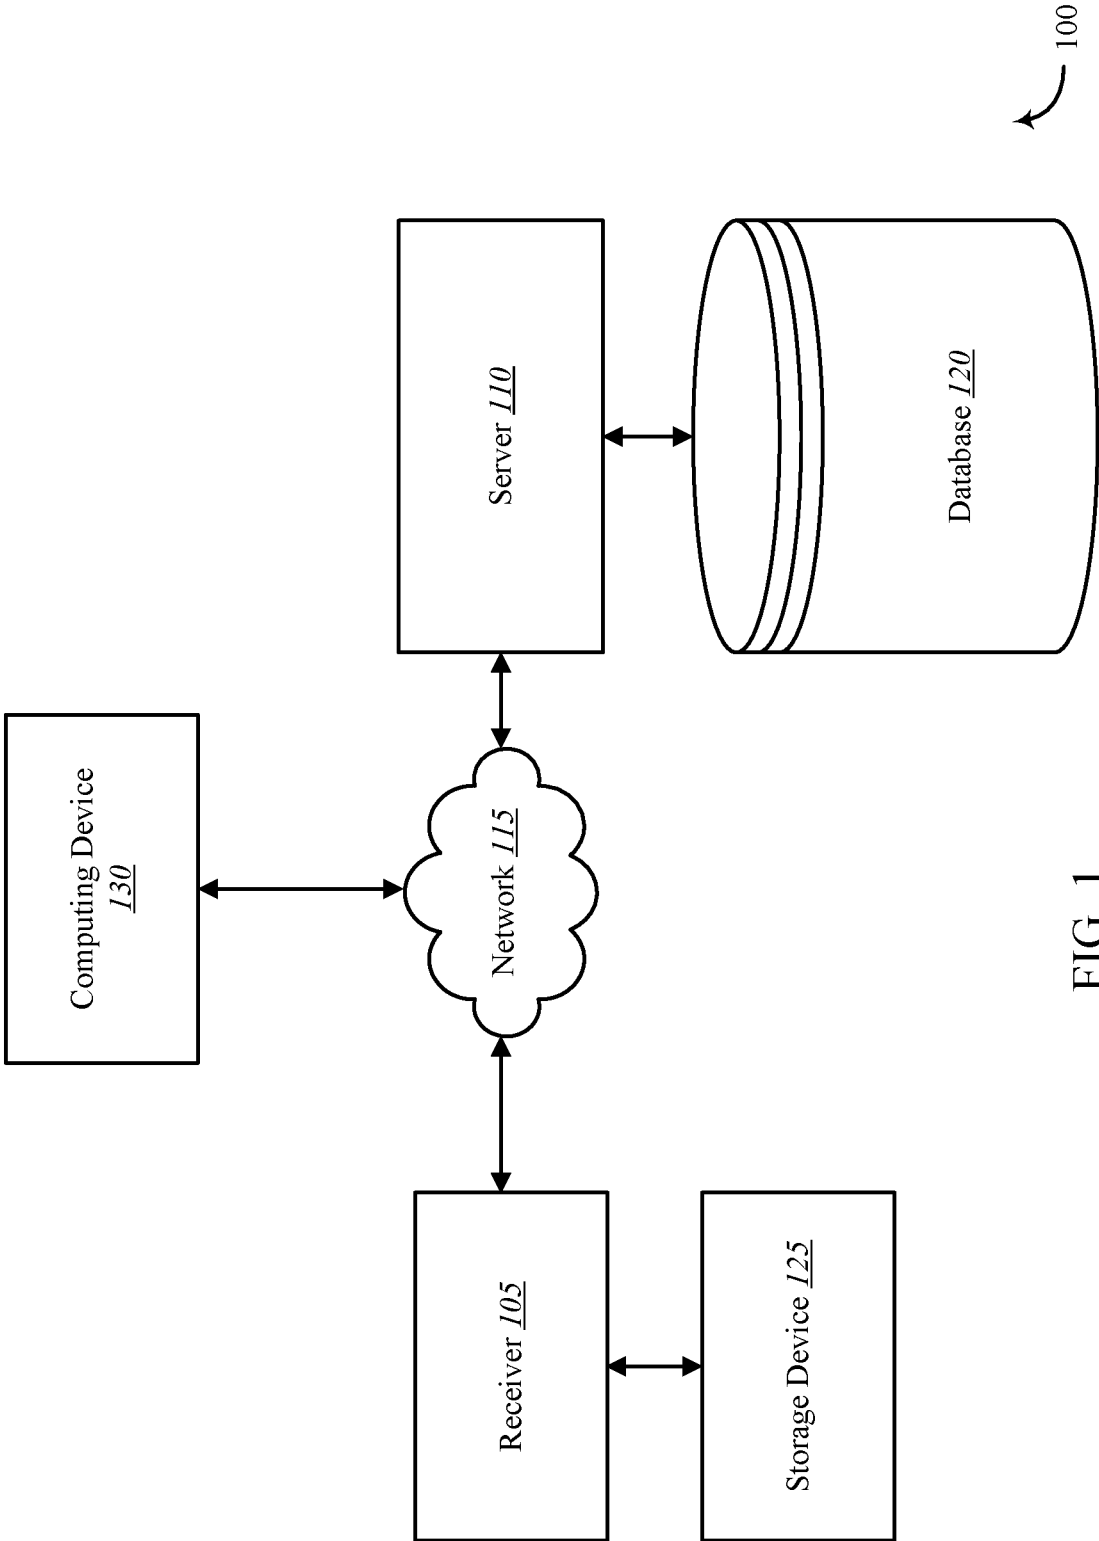 100
Computing Device
130
Receiver 105
Network 115
Server 110
Storage Device 125
Database 120
FIG. 1